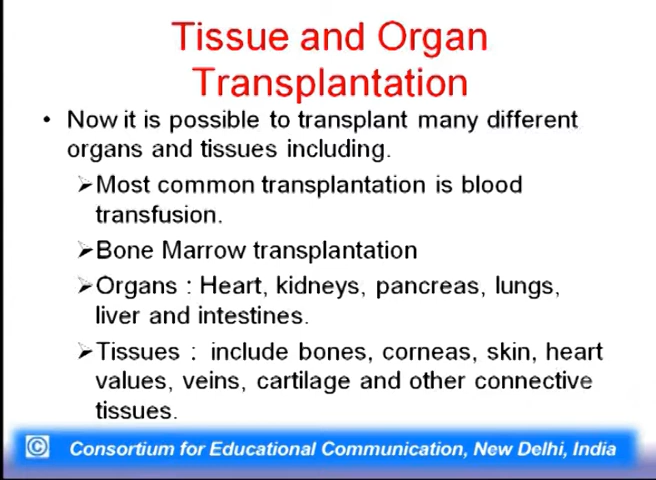 Tissue and Organ
Transplantation
• Now it is possible to transplant many different
organs and tissues including.
➢Most common transplantation is blood
transfusion.
➢Bone Marrow transplantation
➢Organs : Heart, kidneys, pancreas, lungs,
liver and intestines.
➢Tissues : include bones, corneas, skin, heart
values, veins, cartilage and other connective
tissues.
© Consortium for Educational Communication, New Delhi, India